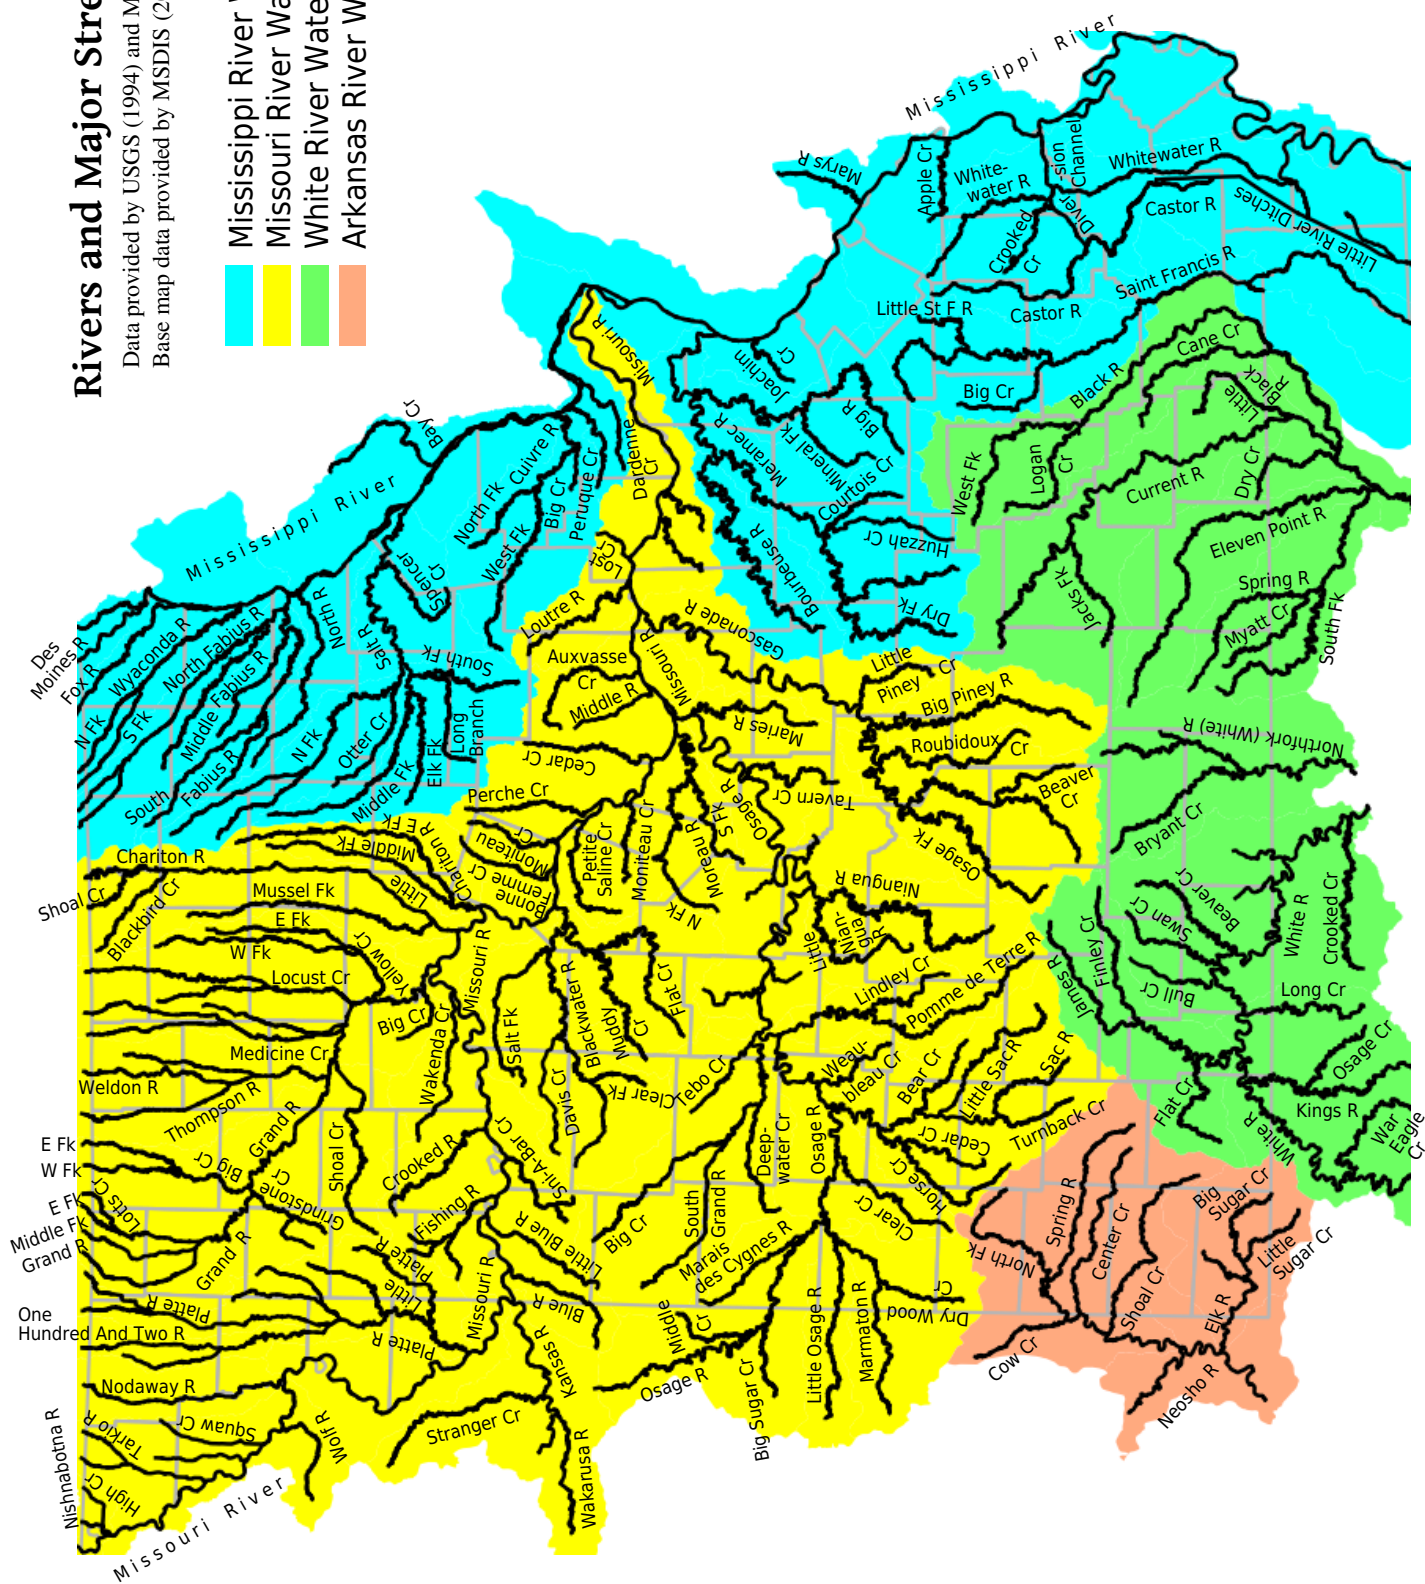 Rivers and Major Stre
Data provided by USGS (1994) and M
Base map data provided by MSDIS (2
Mississippi River
Missouri River Wa
White River Wate
Arkansas River W
Mississippi River
Marys R
Apple Cr
White-
water R
Diver
-sion
Channel
Whitewater R
Crooked
Cr
Castor R
Little River Ditches
Saint Francis R
Little St F R
Castor R
Missouri R
Joachim
Cr
Big Cr
Black R
Cane Cr
Little
Black
Bay Cr
Cuivre R
Dardenne
Cr
Meramec R
Mineral Fk
Big R
Courtois Cr
West Fk
Logan
Cr
Current R
Dry Cr
Mississippi River
North Fk
Big Cr
Peruque Cr
West Fk
Lost
Cr
Bourbeuse R
Huzzah Cr
Dry Fk
Eleven Point R
Spring R
Myatt Cr
South Fk
Jacks Fk
Spencer
Cr
Des
Moines R
Fox R
Wyaconda R
North Fabius R
North R
Salt R
South Fk
Loutre R
Gasconade R
N Fk
S Fk
Middle Fabius R
South
Fabius R
N Fk
Otter Cr
Middle Fk
Elk Fk
Long
Branch
Auxvasse
Cr
Middle R
Missouri R
Maries R
Little
Piney Cr
Big Piney R
Roubidoux Cr
Northfork (White) R
Cedar Cr
Perche Cr
Osage R
Tavern Cr
Beaver
Cr
Bryant Cr
Osage Fk
Chariton R
Middle Fk
E Fk
Little
Chariton R
Moniteau
Cr
Bonne
Femme Cr
Petite
Saline Cr
Moniteau Cr
Moreau R
S Fk
N Fk
Niangua R
Little
Nian-
gua
R
Shoal Cr
Blackbird Cr
Mussel Fk
E Fk
W Fk
Yellow Cr
Locust Cr
Big Cr
Missouri R
Wakenda Cr
Salt Fk
Blackwater R
Muddy
Cr
Flat Cr
Lindley Cr
Pomme de Terre R
James R
Finley Cr
Swan Cr
Beaver Cr
Bull Cr
White R
Crooked Cr
Long Cr
Medicine Cr
Weldon R
Thompson R
Grand R
Shoal Cr
Davis Cr
Clear Fk
Tebo Cr
Weau-
bleau Cr
Bear Cr
Little Sac R
Sac R
Turnback Cr
Flat Cr
Osage Cr
Kings R
White R
War
Eagle
Cr
E Fk
W Fk
E Fk
Middle Fk
Grand R
Lotts Cr
Big Cr
Grindstone
Cr
Grand R
Crooked R
Fishing R
Sni-A-Bar Cr
Little Blue R
Big Cr
South
Grand R
Deep-
water Cr
Osage R
Cedar Cr
Horse Cr
Clear Cr
North Fk
Spring R
Center Cr
Shoal Cr
Big
Sugar Cr
Little
Sugar Cr
Elk R
One
Hundred And Two R
Platte R
Little
Platte R
Platte R
Missouri R
Blue R
Marais
des Cygnes R
Middle
Cr
Osage R
Big Sugar Cr
Little Osage R
Marmaton R
Dry Wood
Cr
Cow Cr
Neosho R
Nodaway R
Nishnabotna R
Tarkio R
Squaw Cr
High Cr
Wolf R
Stranger Cr
Kansas R
Wakarusa R
Missouri River